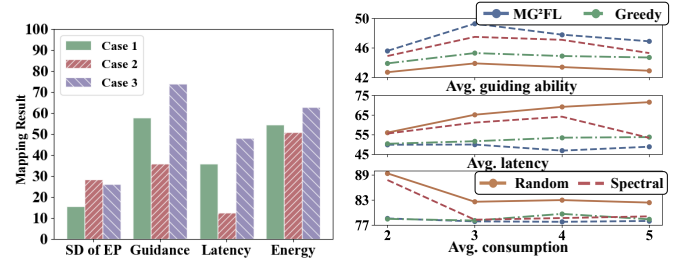 100
90
80
70
60
50
40
30
20
10
0
Mapping Result
Case 1
Case 2
Case 3
SD of EP Guidance Latency Energy
MG²FL Greedy
50
46
42
Avg. guiding ability
75
65
55
45
Avg. latency
Random Spectral
89
83
77
2 3 4 5
Avg. consumption